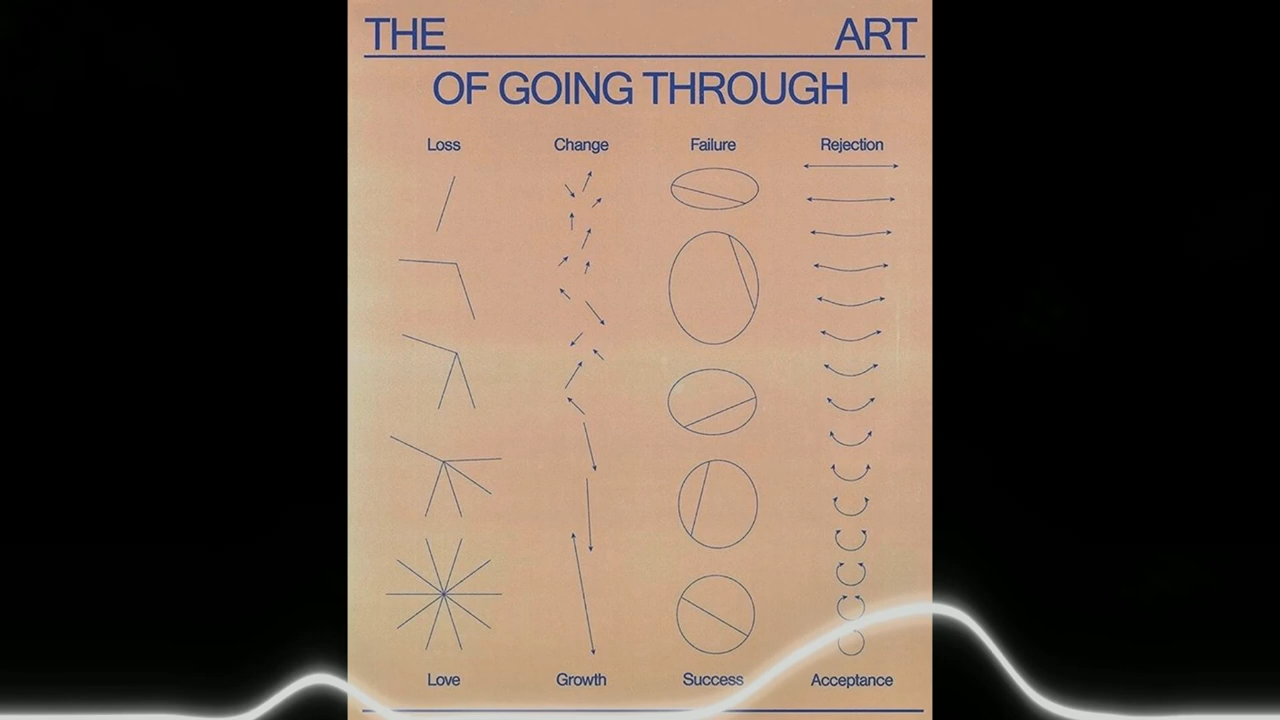 THE ART
OF GOING THROUGH
Loss Change Failure Rejection
Love Growth Success Acceptance